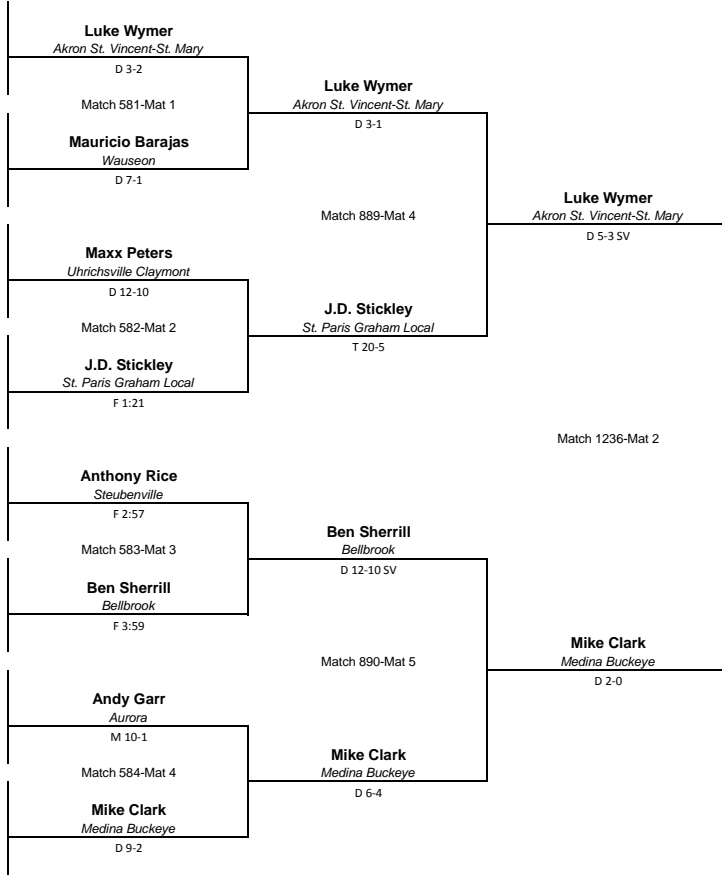 Luke Wymer
Akron St. Vincent-St. Mary
D 3-2
Match 581-Mat 1
Mauricio Barajas
Wauseon
D 7-1
Maxx Peters
Uhrichsville Claymont
D 12-10
Match 582-Mat 2
J.D. Stickley
St. Paris Graham Local
F 1:21
Anthony Rice
Steubenville
F 2:57
Match 583-Mat 3
Ben Sherrill
Bellbrook
F 3:59
Andy Garr
Aurora
M 10-1
Match 584-Mat 4
Mike Clark
Medina Buckeye
D 9-2
Luke Wymer
Akron St. Vincent-St. Mary
D 3-1
Match 889-Mat 4
J.D. Stickley
St. Paris Graham Local
T 20-5
Ben Sherrill
Bellbrook
D 12-10 SV
Match 890-Mat 5
Mike Clark
Medina Buckeye
D 6-4
Luke Wymer
Akron St. Vincent-St. Mary
D 5-3 SV
Match 1236-Mat 2
Mike Clark
Medina Buckeye
D 2-0